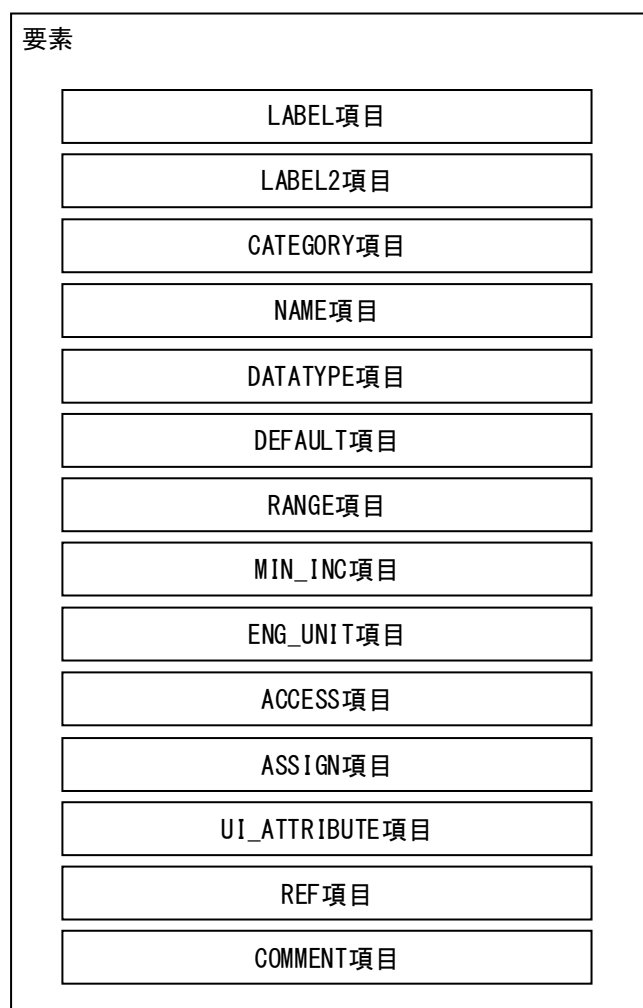 要素
LABEL項目
LABEL2項目
CATEGORY項目
NAME項目
DATATYPE項目
DEFAULT項目
RANGE項目
MIN_INC項目
ENG_UNIT項目
ACCESS項目
ASSIGN項目
UI_ATTRIBUTE項目
REF項目
COMMENT項目